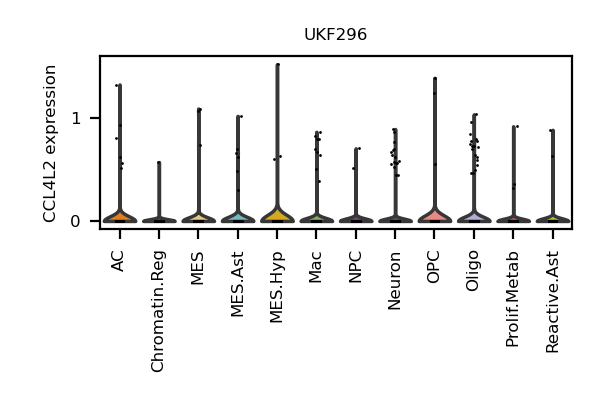 UKF296
CCL4L2 expression
1
0
AC
Chromatin.Reg
MES
MES.Ast
MES.Hyp
Mac
NPC
Neuron
OPC
Oligo
Prolif.Metab
Reactive.Ast